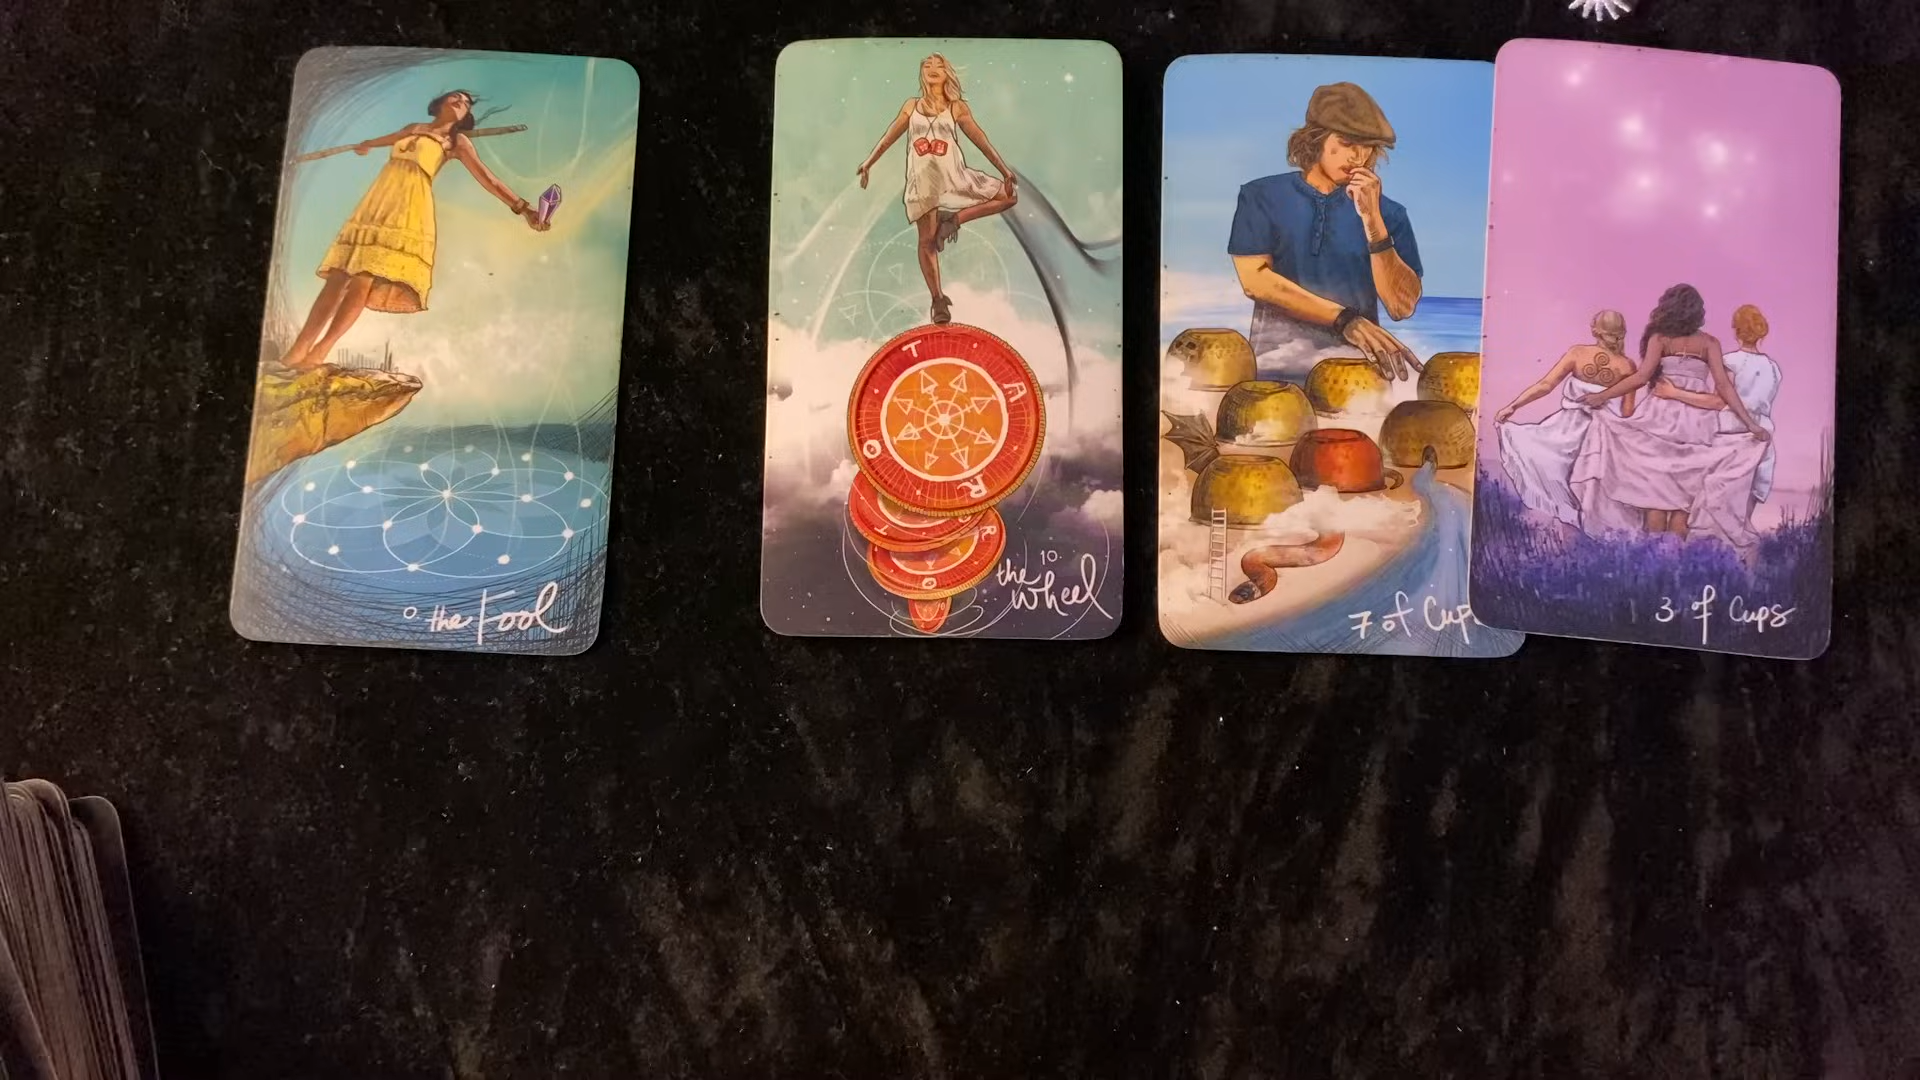 0 the Fool
T A R O
T R O
10
the
wheel
7 of Cups
3 of Cups